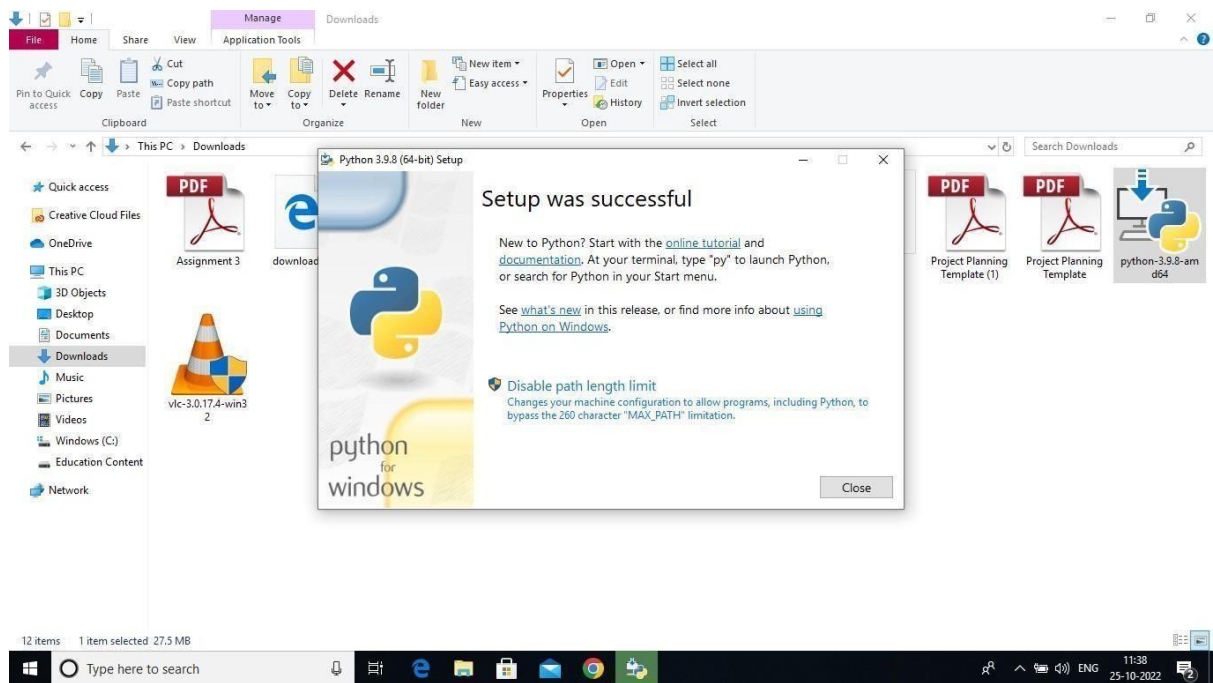 Manage
Downloads
File
Home
Share
View
Application Tools
Pin to Quick
access
Copy
Paste
Cut
Copy path
Paste shortcut
Clipboard
Move
to
Copy
to
Delete
Rename
Organize
New
folder
New item
Easy access
New
Properties
Open
Edit
History
Open
Select all
Select none
Invert selection
Select
This PC
Downloads
Search Downloads
Quick access
Creative Cloud Files
OneDrive
This PC
3D Objects
Desktop
Documents
Downloads
Music
Pictures
Videos
Windows (C:)
Education Content
Network
PDF
Assignment 3
download
vlc-3.0.17.4-win3
2
Python 3.9.8 (64-bit) Setup
Setup was successful
New to Python? Start with the online tutorial and
documentation. At your terminal, type "py" to launch Python,
or search for Python in your Start menu.
See what's new in this release, or find more info about using
Python on Windows.
Disable path length limit
Changes your machine configuration to allow programs, including Python, to
bypass the 260 character "MAX_PATH" limitation.
python
for
windows
Close
PDF
Project Planning
Template (1)
PDF
Project Planning
Template
python-3.9.8-am
d64
12 items
1 item selected 27.5 MB
Type here to search
ENG
11:38
25-10-2022
2